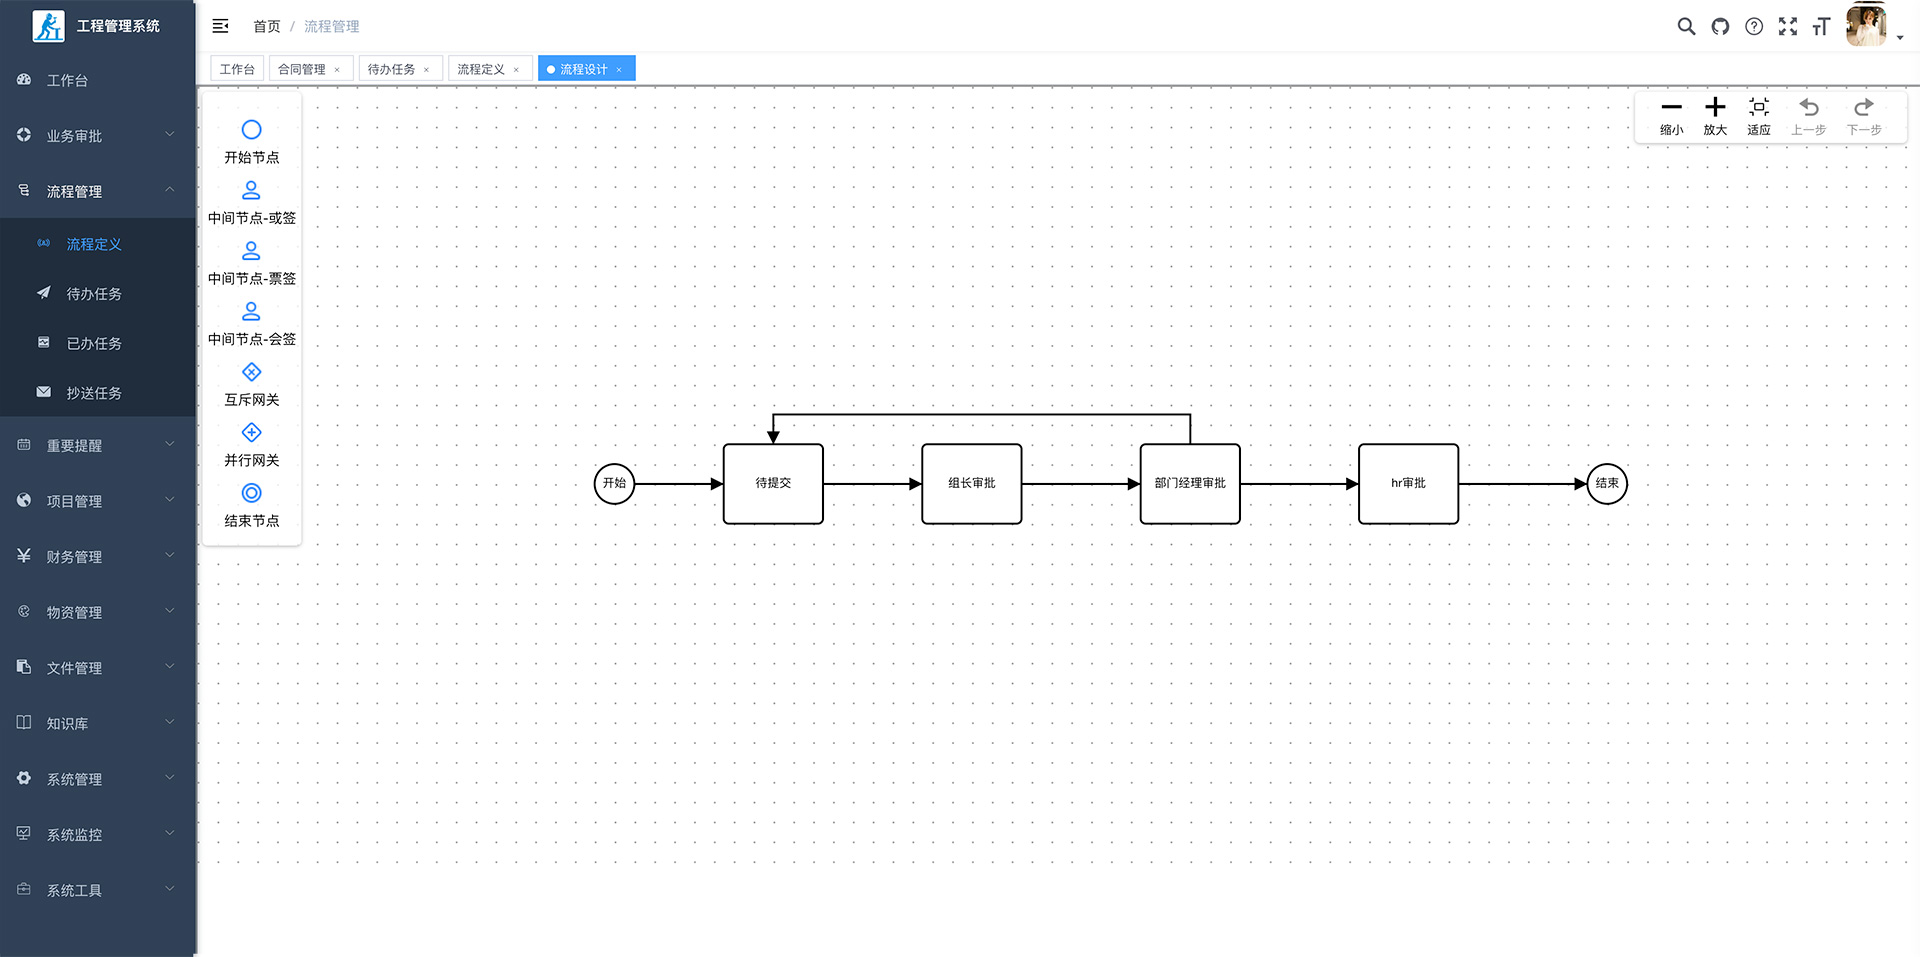 工程管理系统
首页 / 流程管理
工作台
合同管理 ×
待办任务 ×
流程定义 ×
流程设计 ×
工作台
业务审批
流程管理
流程定义
待办任务
已办任务
抄送任务
重要提醒
项目管理
财务管理
物资管理
文件管理
知识库
系统管理
系统监控
系统工具
开始节点
中间节点-或签
中间节点-票签
中间节点-会签
互斥网关
并行网关
结束节点
缩小
放大
适应
上一步
下一步
开始
待提交
组长审批
部门经理审批
hr审批
结束